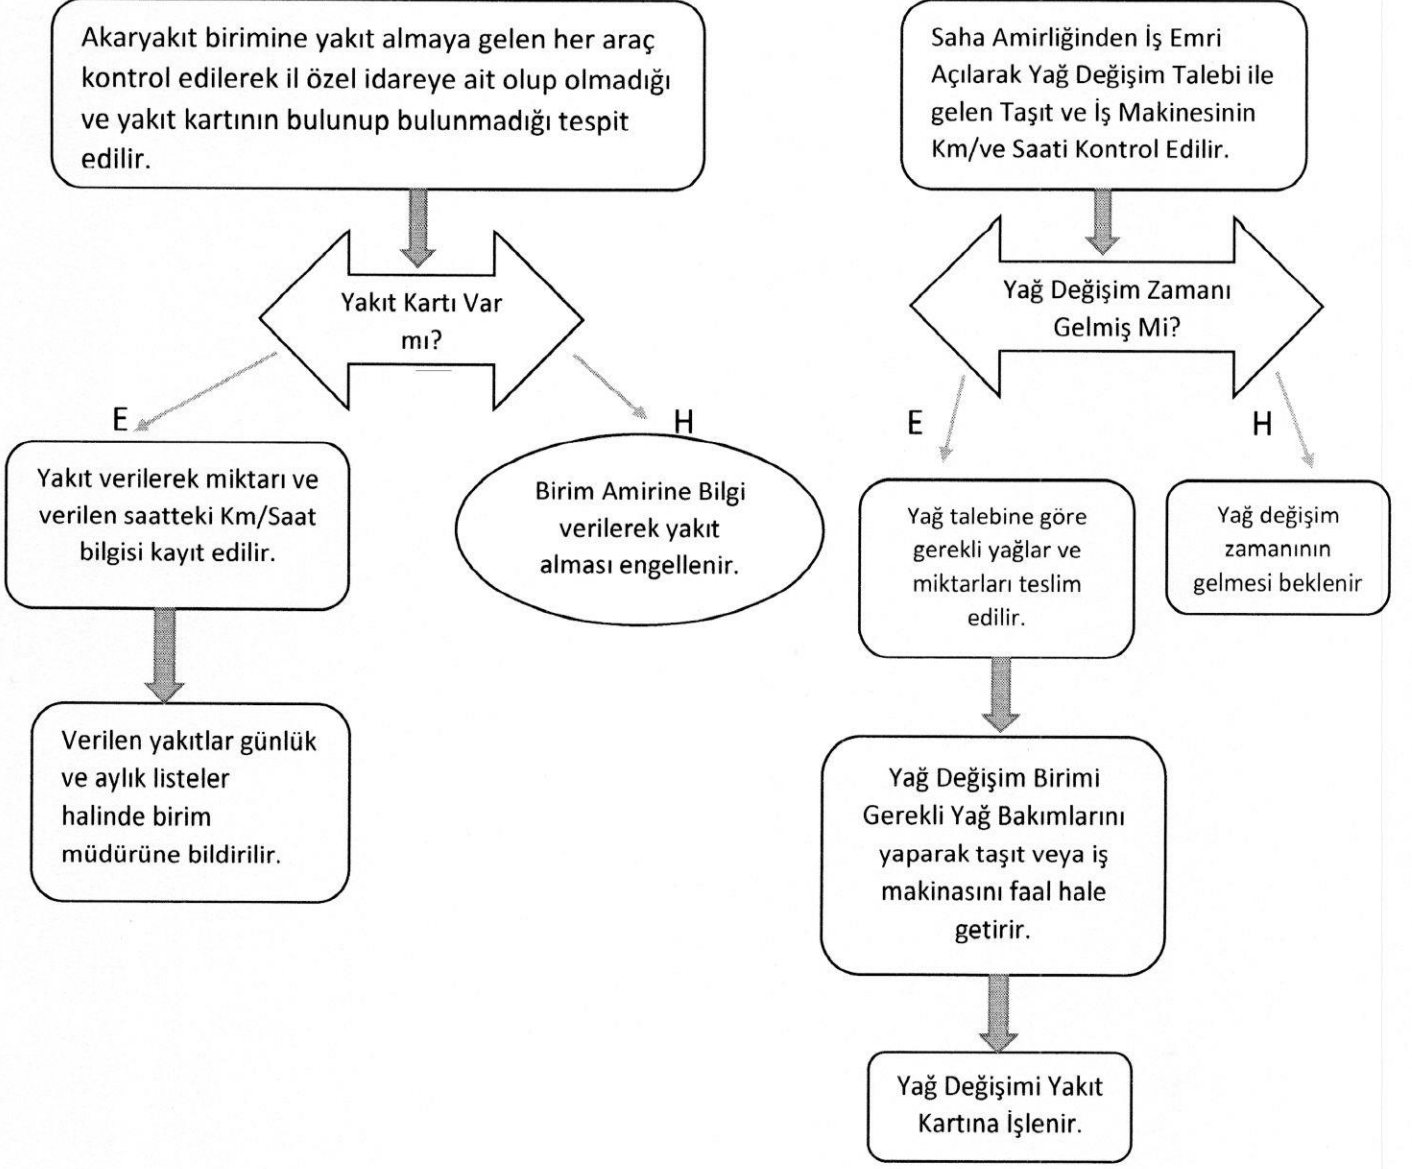 Akaryakıt birimine yakıt almaya gelen her araç
kontrol edilerek il özel idareye ait olup olmadığı
ve yakıt kartının bulunup bulunmadığı tespit
edilir.
Yakıt Kartı Var
mı?
E
H
Yakıt verilerek miktarı ve
verilen saatteki Km/Saat
bilgisi kayıt edilir.
Birim Amirine Bilgi
verilerek yakıt
alması engellenir.
Verilen yakıtlar günlük
ve aylık listeler
halinde birim
müdürüne bildirilir.
Saha Amirliğinden İş Emri
Açılarak Yağ Değişim Talebi ile
gelen Taşıt ve İş Makinesinin
Km/ve Saati Kontrol Edilir.
Yağ Değişim Zamanı
Gelmiş Mi?
E
H
Yağ talebine göre
gerekli yağlar ve
miktarları teslim
edilir.
Yağ değişim
zamanının
gelmesi beklenir
Yağ Değişim Birimi
Gerekli Yağ Bakımlarını
yaparak taşıt veya iş
makinasını faal hale
getirir.
Yağ Değişimi Yakıt
Kartına İşlenir.